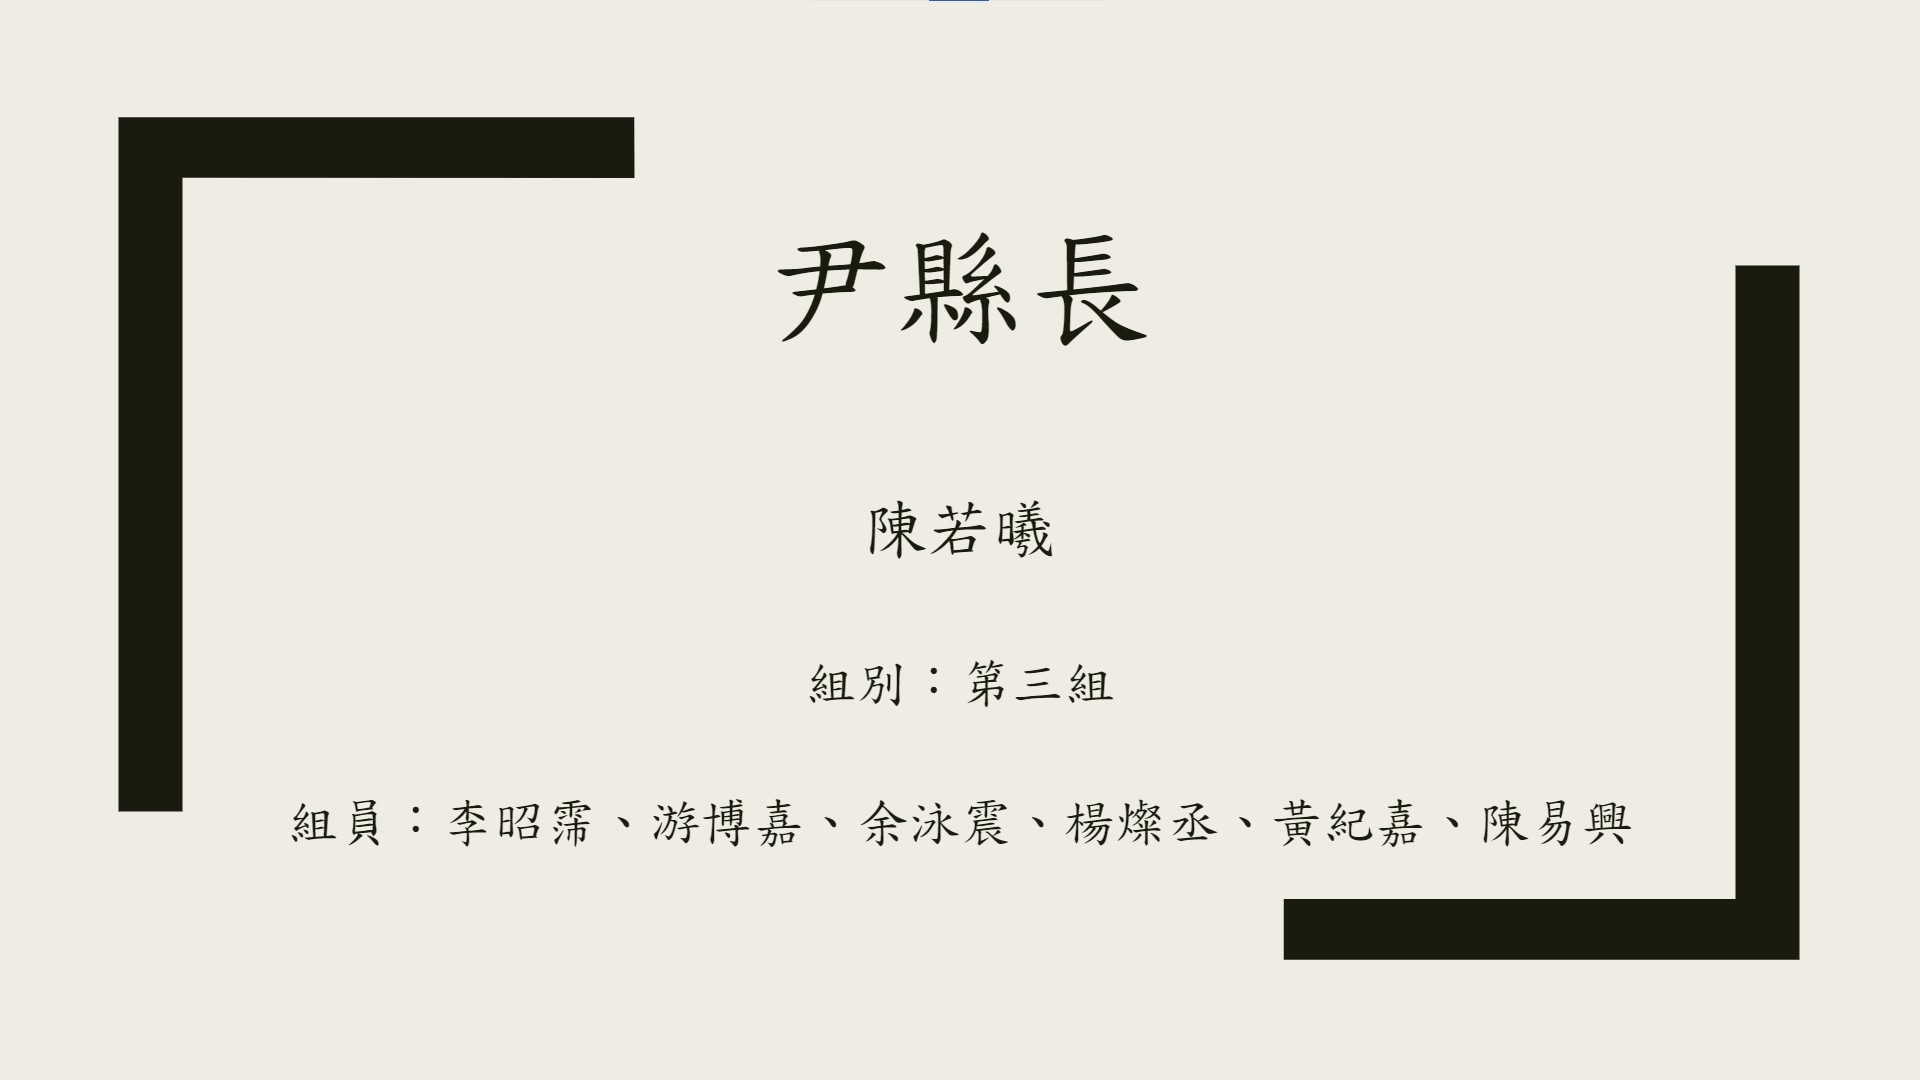 尹縣長
陳若曦
組別：第三組
組員：李昭霈、游博嘉、余泳震、楊燦丞、黃紀嘉、陳易興